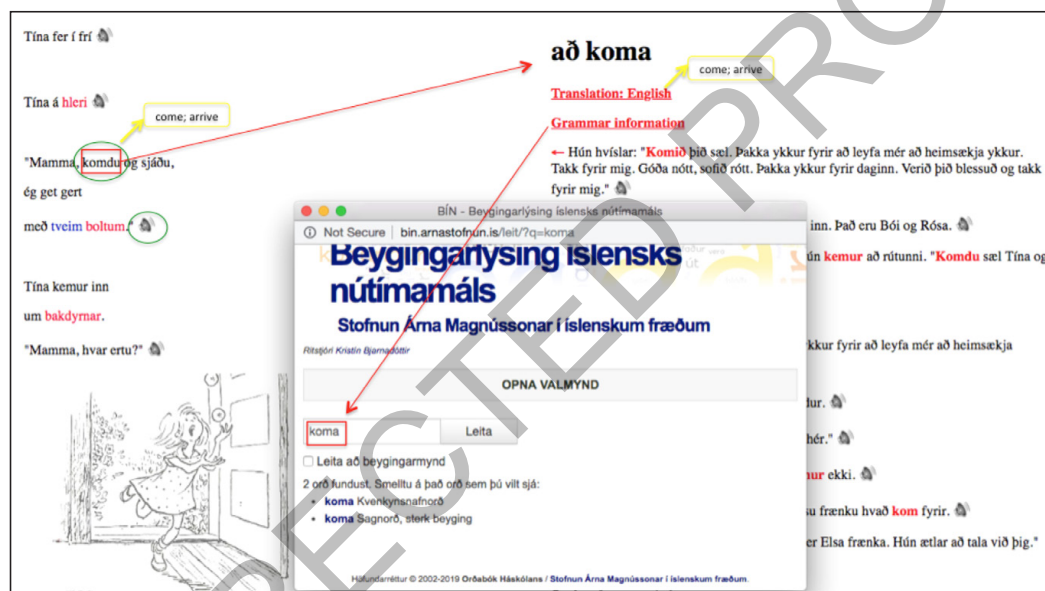 Tína fer í frí
Tína á hleri
come; arrive
"Mamma, komdu og sjáðu,
ég get gert
með tveim boltum."
Tína kemur inn
um bakdyrnar.
"Mamma, hvar ertu?"
að koma
come; arrive
Translation: English
Grammar information
← Hún hvíslar: "Komið þið sæl. Þakka ykkur fyrir að leyfa mér að heimsækja ykkur.
Takk fyrir mig. Góða nótt, sofið rótt. Þakka ykkur fyrir daginn. Verið þið blessuð og takk
fyrir mig."
inn. Það eru Bói og Rósa.
ún kemur að rútunni. "Komdu sæl Tína og
kkur fyrir að leyfa mér að heimsækja
ur.
hér."
ur ekki.
u frænku hvað kom fyrir.
er Elsa frænka. Hún ætlar að tala við þig."
BÍN - Beygingarlýsing íslensks nútímamáls
Not Secure | bin.arnastofnun.is/leit/?q=koma
Beygingarlýsing íslensks
nútímamáls
Stofnun Árna Magnússonar í íslenskum fræðum
Ritstjóri Kristín Bjarnadóttir
OPNA VALMYND
koma Leita
Leita að beygingarmynd
2 orð fundust. Smelltu á það orð sem þú vilt sjá:
• koma Kvenkynsnafnorð
• koma Sagnorð, sterk beyging
Höfundarréttur © 2002-2019 Orðabók Háskólans / Stofnun Árna Magnússonar í íslenskum fræðum.
ECTED PRO